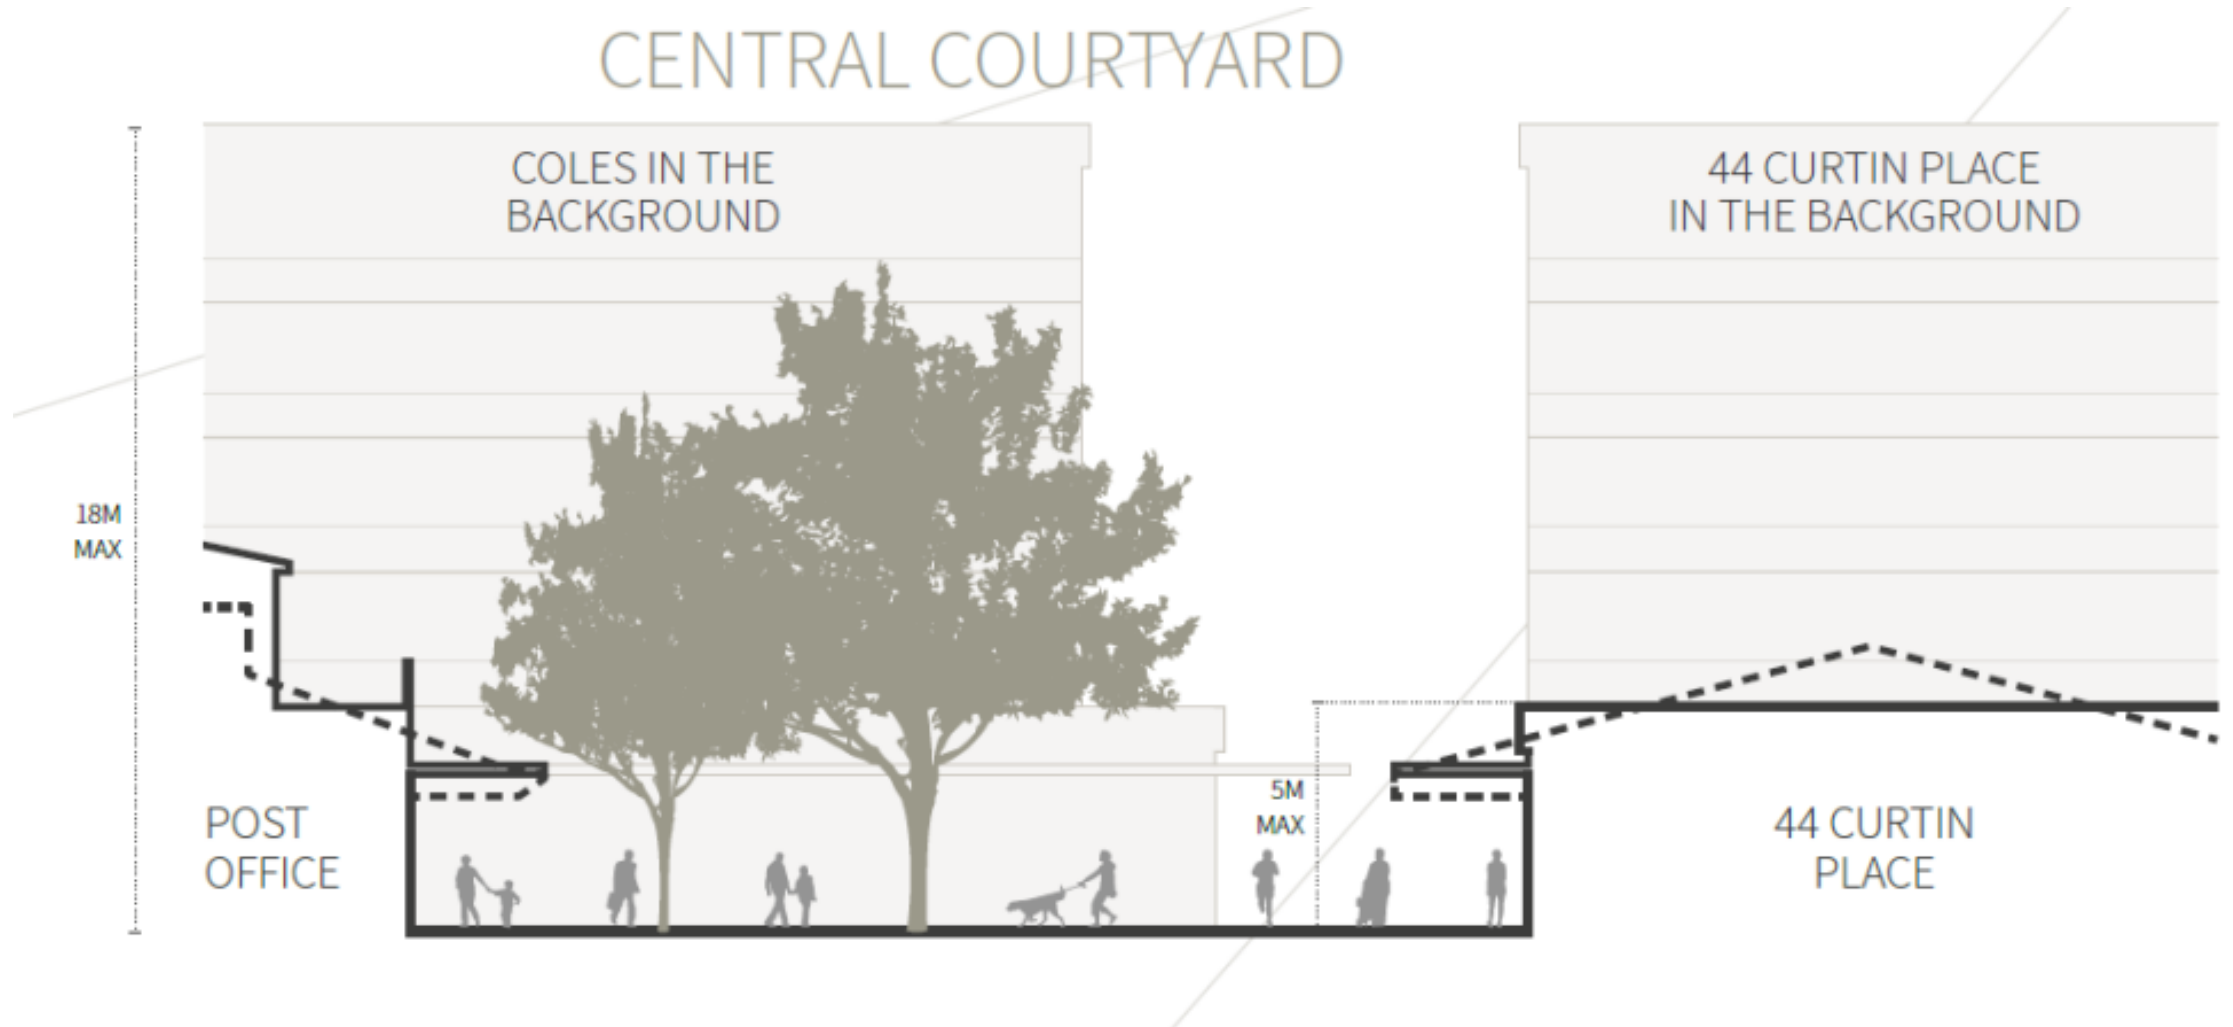 CENTRAL COURTYARD
COLES IN THE
BACKGROUND
44 CURTIN PLACE
IN THE BACKGROUND
18M
MAX
5M
MAX
POST
OFFICE
44 CURTIN
PLACE